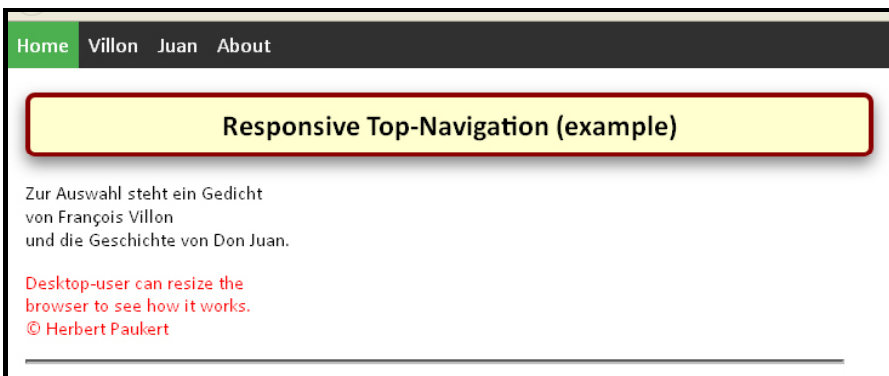 Home Villon Juan About
Responsive Top-Navigation (example)
Zur Auswahl steht ein Gedicht
von François Villon
und die Geschichte von Don Juan.
Desktop-user can resize the
browser to see how it works.
© Herbert Paukert